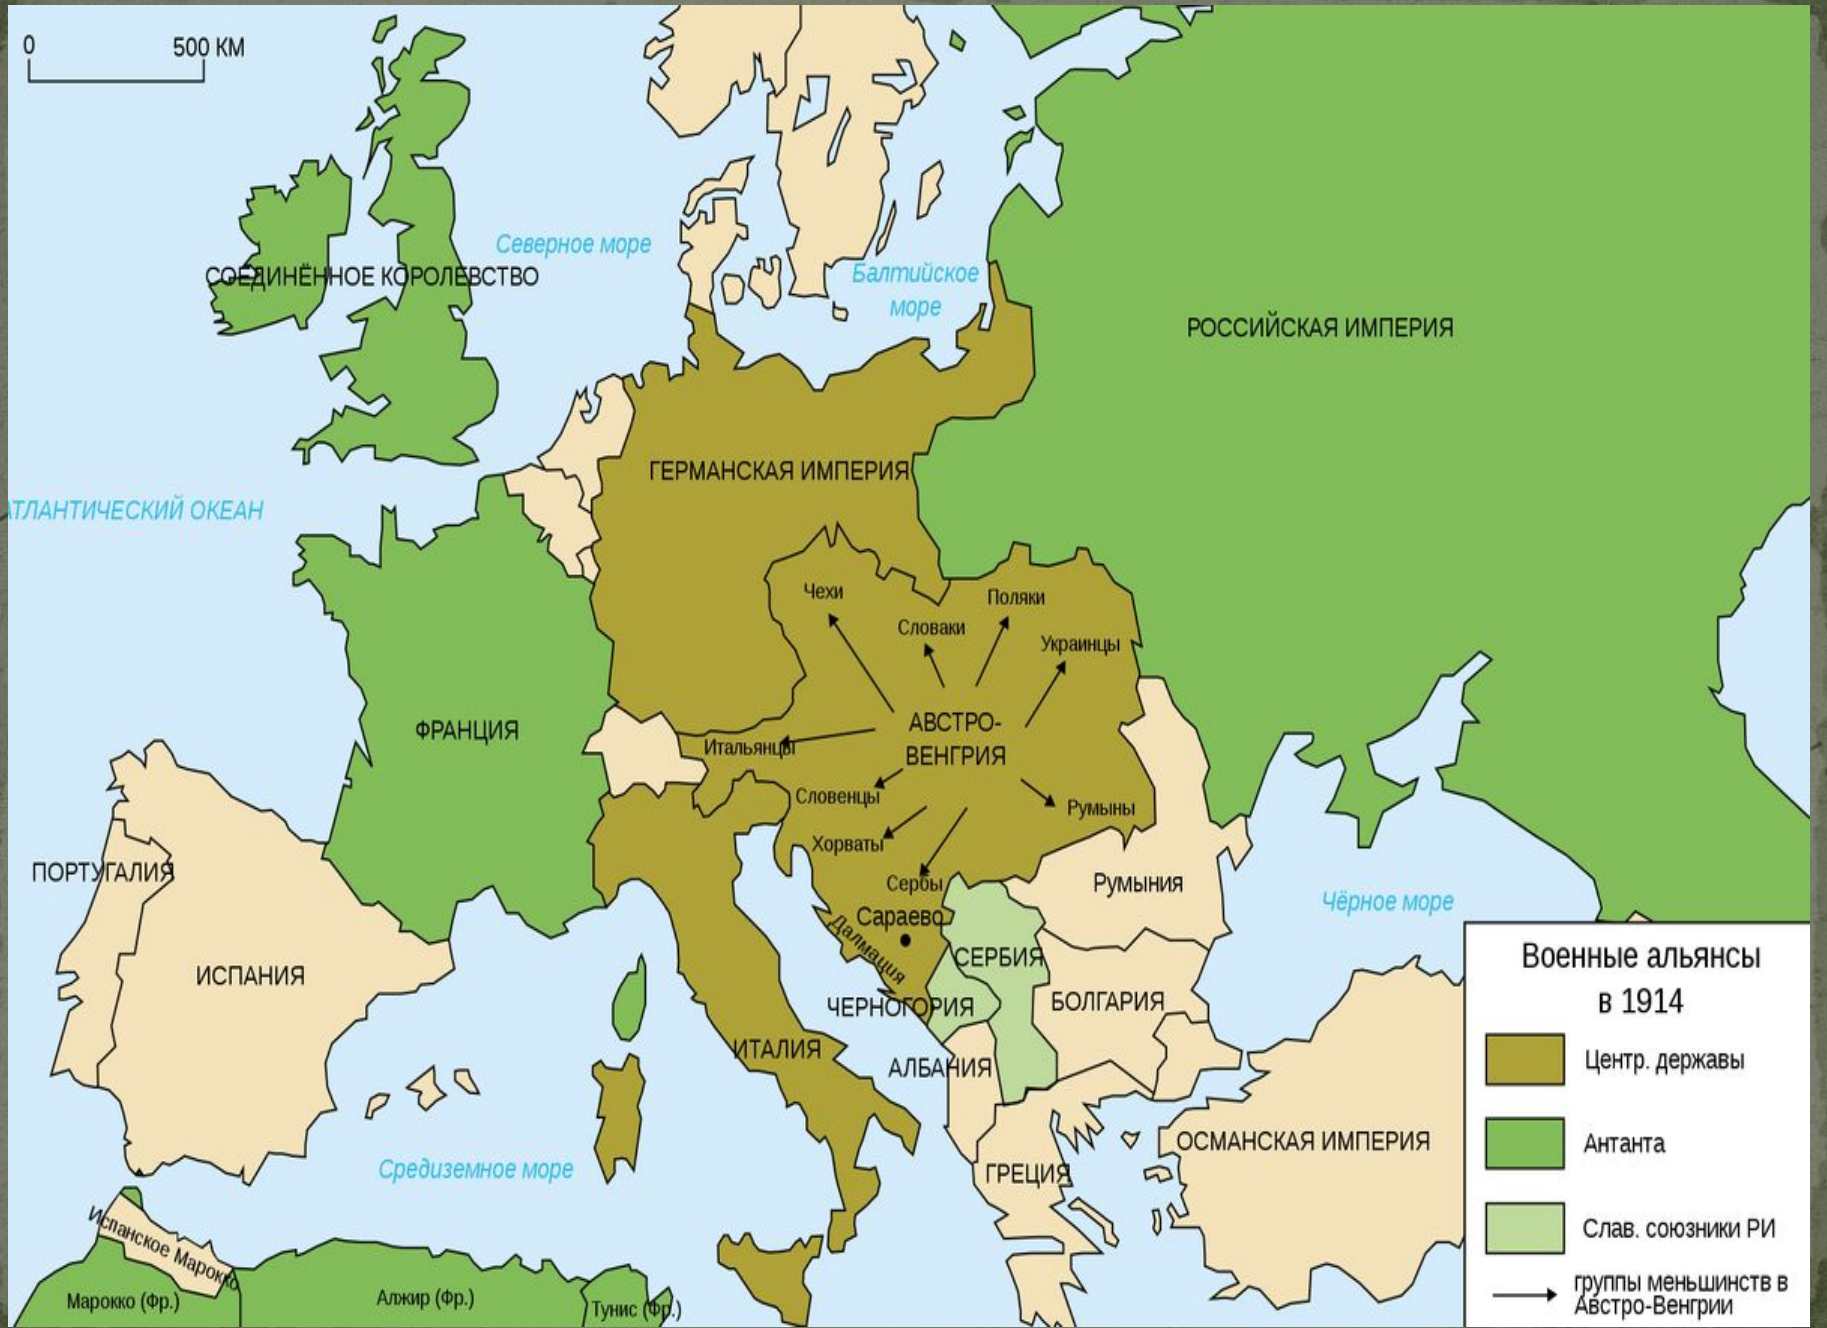 0 500 КМ
Северное море
СОЕДИНЁННОЕ КОРОЛЕВСТВО
Балтийское
море
РОССИЙСКАЯ ИМПЕРИЯ
ГЕРМАНСКАЯ ИМПЕРИЯ
АТЛАНТИЧЕСКИЙ ОКЕАН
Чехи
Поляки
Словаки
Украинцы
АВСТРО-
ВЕНГРИЯ
ФРАНЦИЯ
Итальянцы
Словенцы
Румыны
Хорваты
Сербы
ПОРТУГАЛИЯ
Румыния
Чёрное море
Сараево
Далмация
СЕРБИЯ
ИСПАНИЯ
ЧЕРНОГОРИЯ
БОЛГАРИЯ
ИТАЛИЯ
АЛБАНИЯ
ОСМАНСКАЯ ИМПЕРИЯ
Средиземное море
ГРЕЦИЯ
Испанское Марокко
Марокко (Фр.)
Алжир (Фр.)
Тунис (Фр.)
Военные альянсы
в 1914
Центр. державы
Антанта
Слав. союзники РИ
группы меньшинств в
Австро-Венгрии